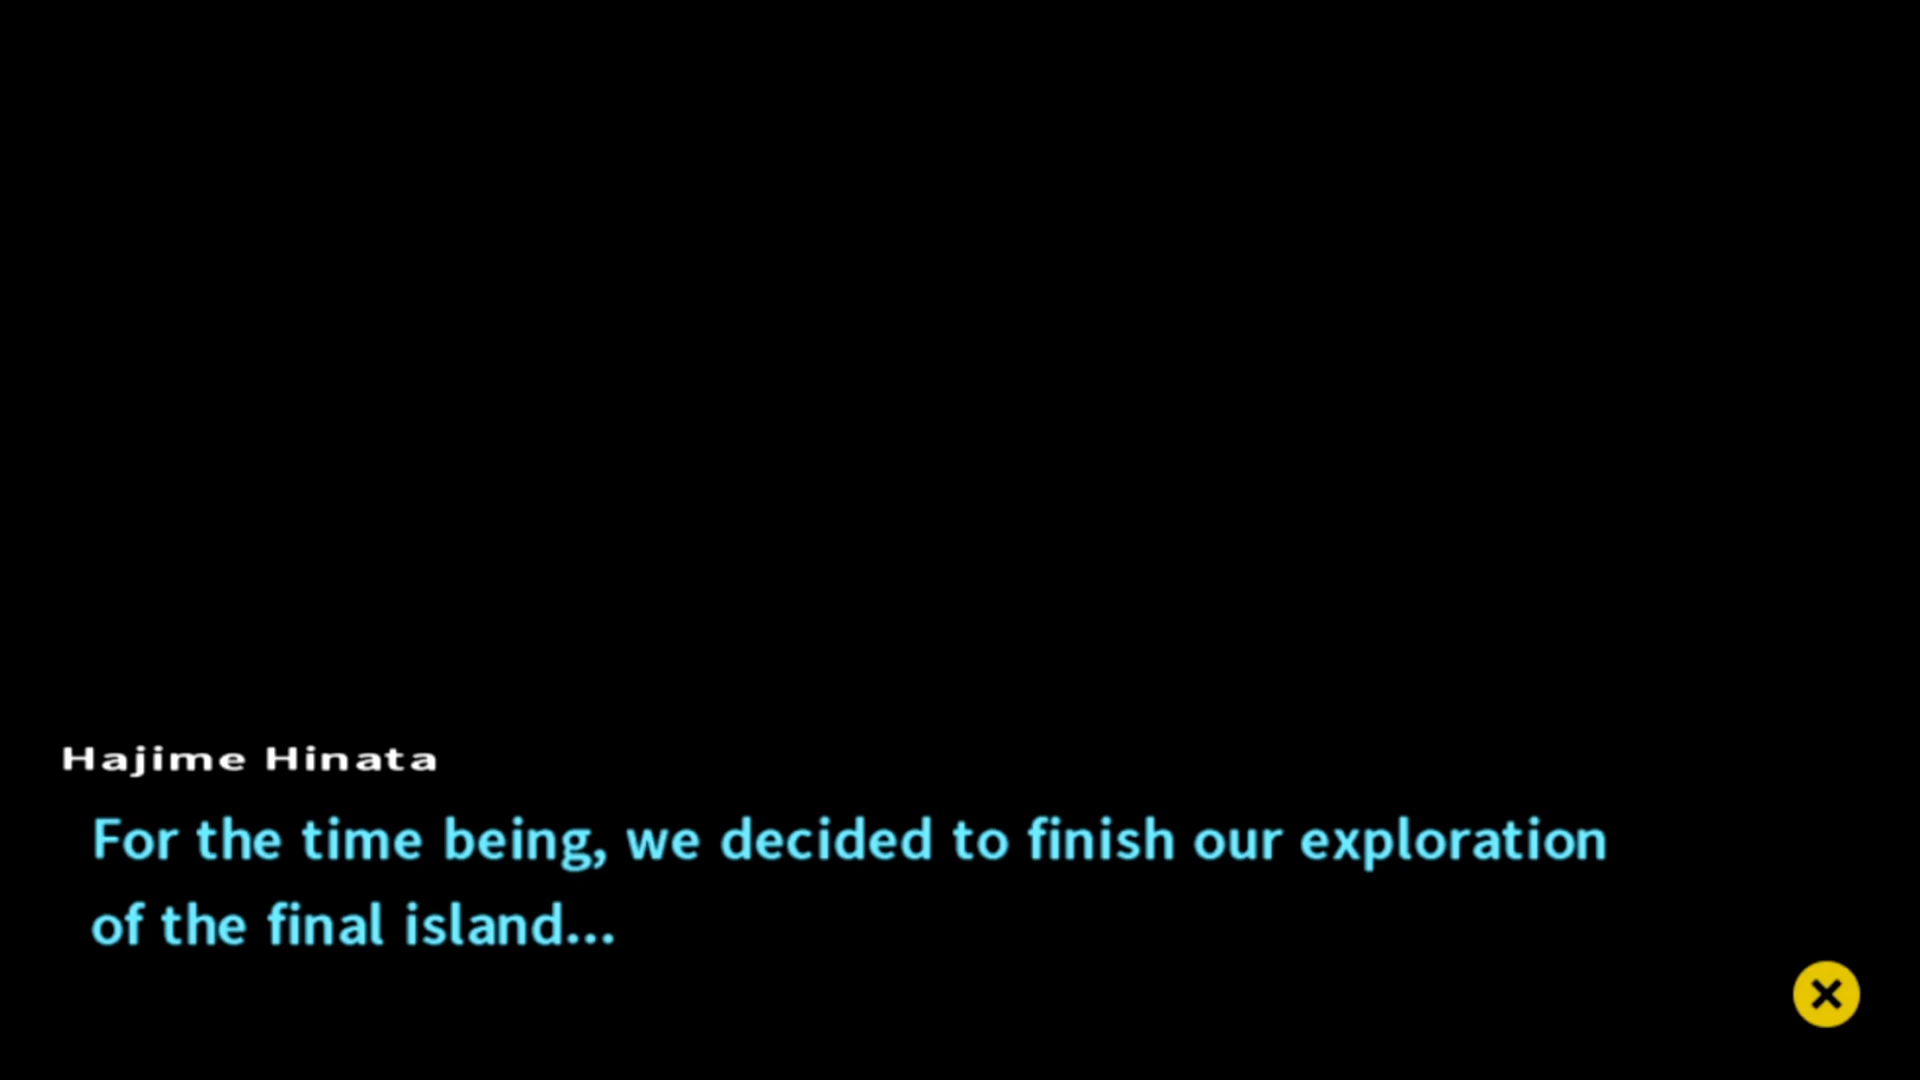 Hajime Hinata
For the time being, we decided to finish our exploration
of the final island...